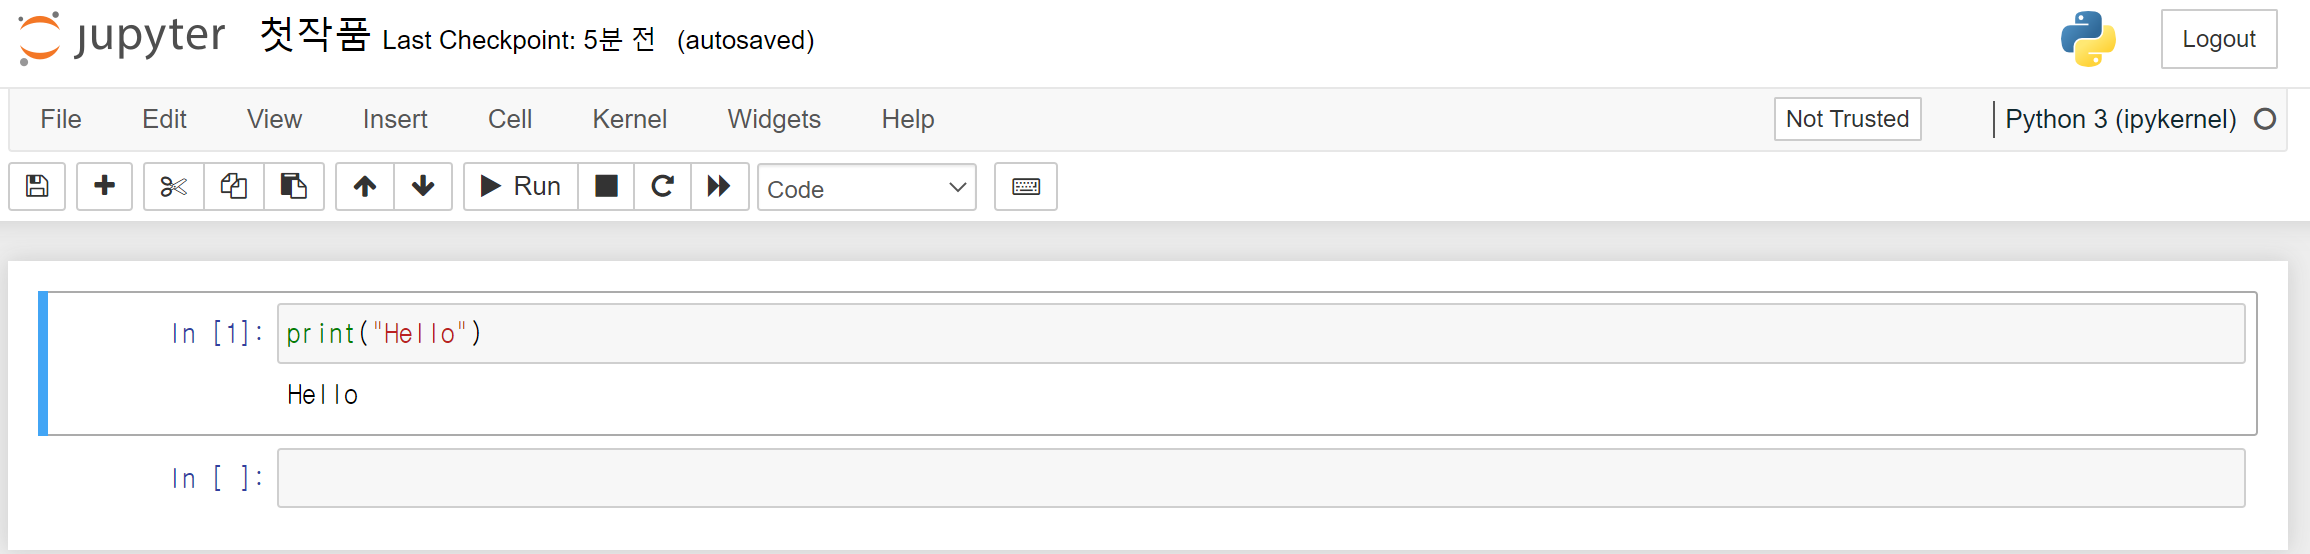 jupyter 첫작품 Last Checkpoint: 5분 전 (autosaved) Logout
File Edit View Insert Cell Kernel Widgets Help Not Trusted Python 3 (ipykernel)
Run Code
In [1]: print("Hello")
Hello
In [ ]: